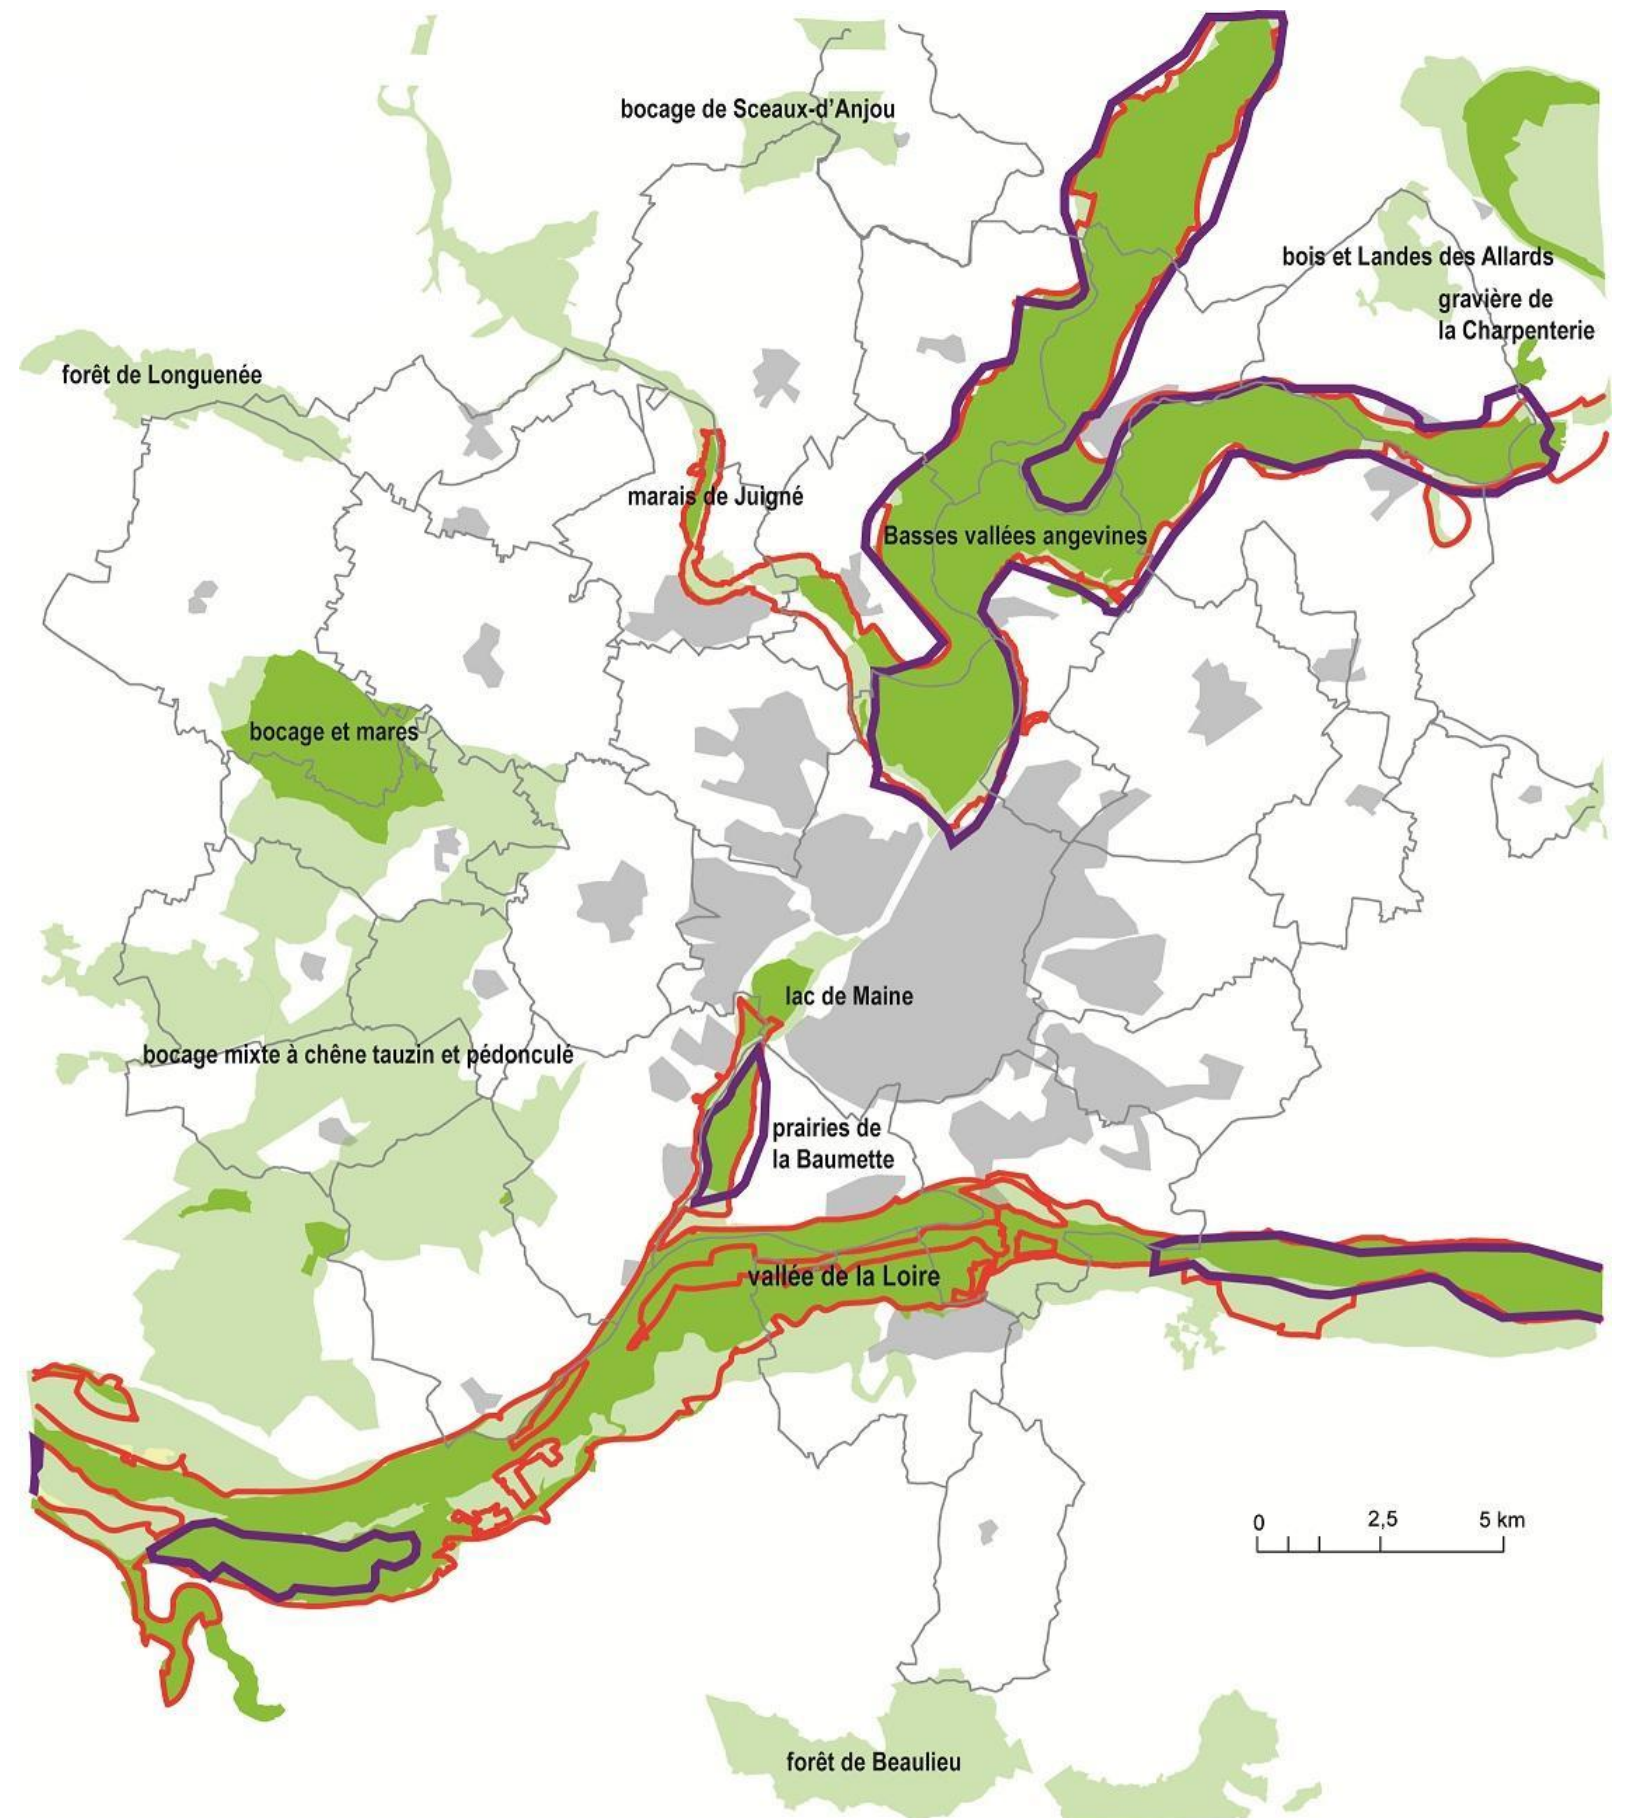 bocage de Sceaux-d'Anjou
bois et Landes des Allards
gravière de
la Charpenterie
forêt de Longuenée
marais de Juigné
Basses vallées angevines
bocage et mares
lac de Maine
bocage mixte à chêne tauzin et pédonculé
prairies de
la Baumette
vallée de la Loire
0 2,5 5 km
forêt de Beaulieu